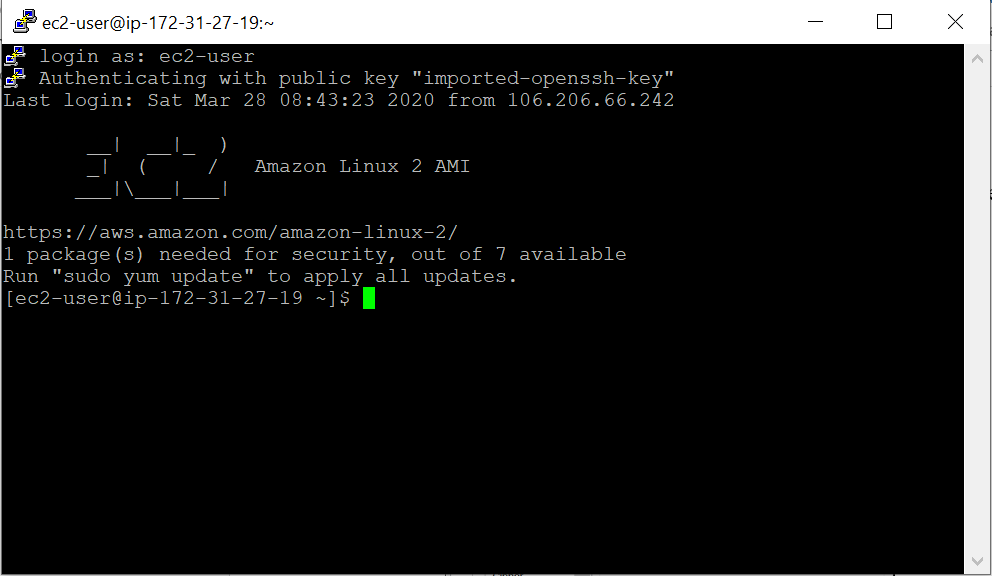 ec2-user@ip-172-31-27-19:~
login as: ec2-user
Authenticating with public key "imported-openssh-key"
Last login: Sat Mar 28 08:43:23 2020 from 106.206.66.242

       __|  __|_  )
       _|  (     /   Amazon Linux 2 AMI
      ___|\___|___|

https://aws.amazon.com/amazon-linux-2/
1 package(s) needed for security, out of 7 available
Run "sudo yum update" to apply all updates.
[ec2-user@ip-172-31-27-19 ~]$